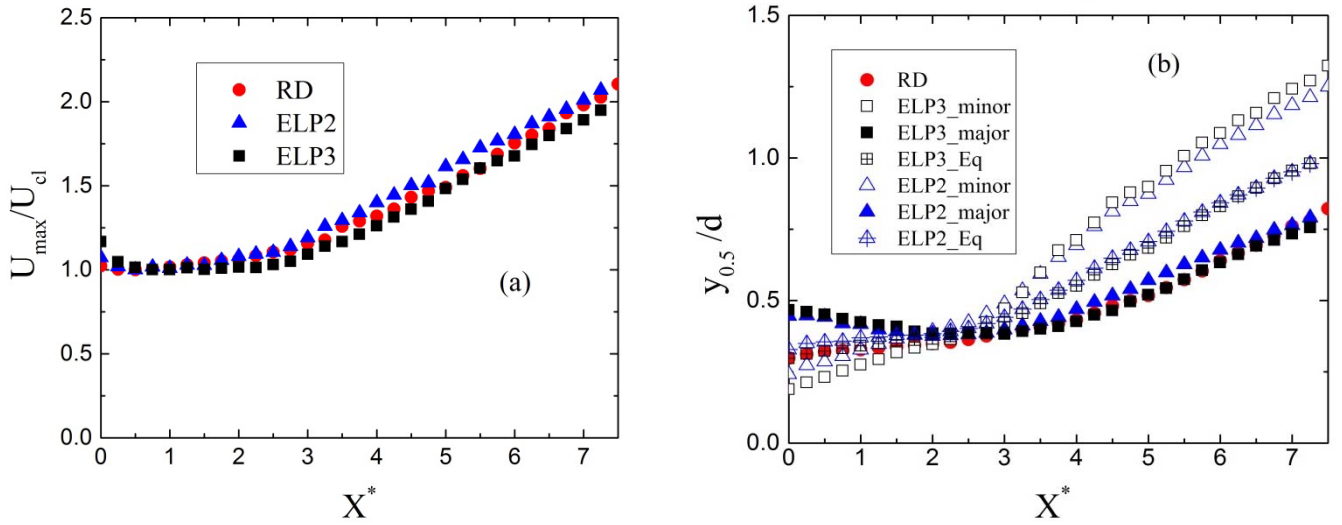 2.5
2.0
1.5
1.0
0.5
0.0
U_max/U_cl
RD
ELP2
ELP3
(a)
0 1 2 3 4 5 6 7
X*
1.5
1.0
0.5
0.0
y_0.5/d
RD
ELP3_minor
ELP3_major
ELP3_Eq
ELP2_minor
ELP2_major
ELP2_Eq
(b)
0 1 2 3 4 5 6 7
X*